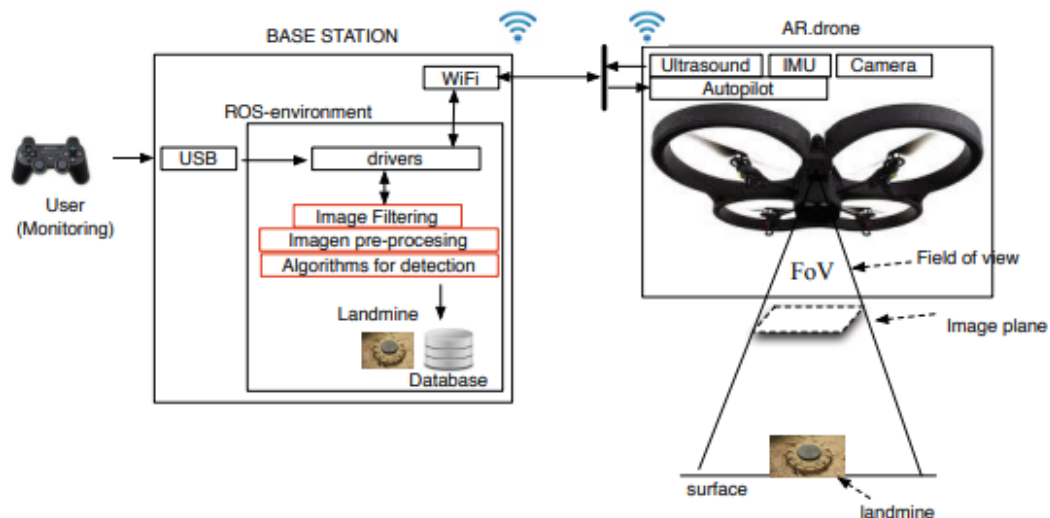 BASE STATION
AR.drone
WiFi
Ultrasound
IMU
Camera
Autopilot
ROS-environment
USB
drivers
User
(Monitoring)
Image Filtering
Imagen pre-procesing
Algorithms for detection
Landmine
Database
FoV
Field of view
Image plane
surface
landmine